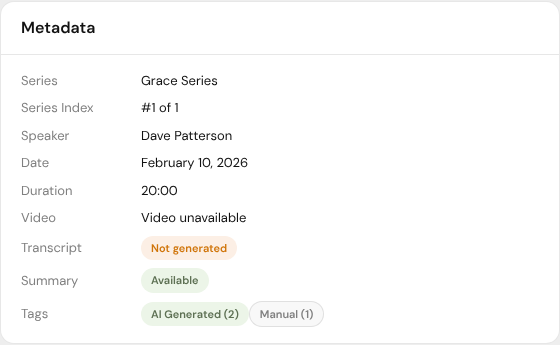 Metadata
Series Grace Series
Series Index #1 of 1
Speaker Dave Patterson
Date February 10, 2026
Duration 20:00
Video Video unavailable
Transcript Not generated
Summary Available
Tags AI Generated (2) Manual (1)